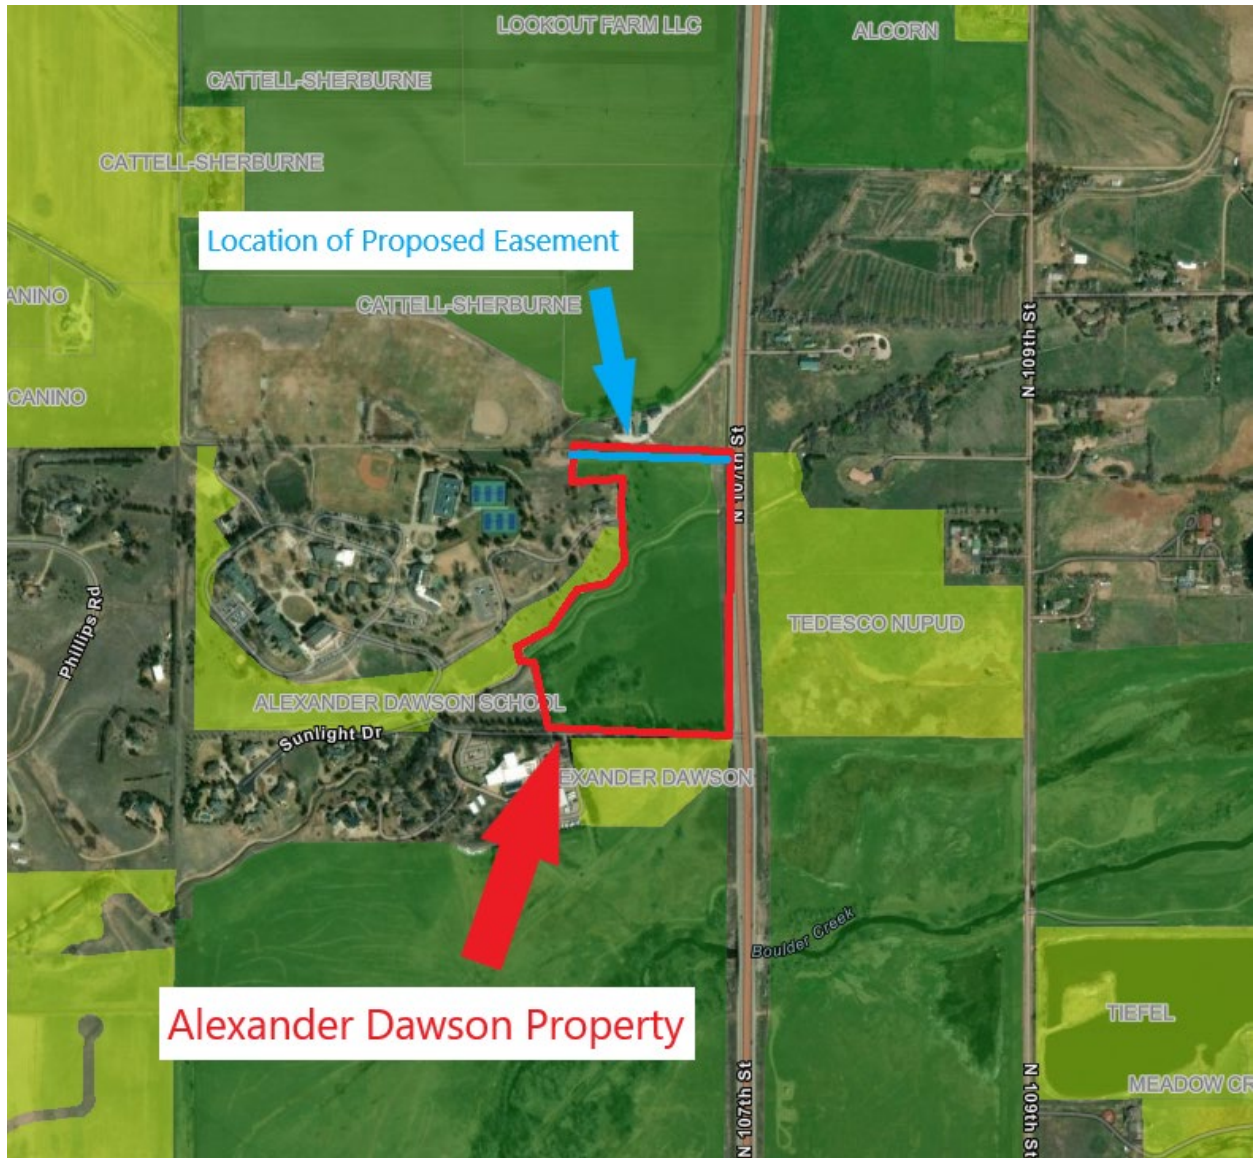 LOOKOUT FARM LLC
ALCORN
CATTELL-SHERBURNE
CATTELL-SHERBURNE
Location of Proposed Easement
ANINO
CATTELL-SHERBURNE
N 109th St
CANINO
N 107th St
Phillips Rd
TEDESCO NUPUD
ALEXANDER DAWSON SCHOOL
Sunlight Dr
EXANDER DAWSON
Boulder Creek
Alexander Dawson Property
TIEFEL
MEADOW CR
N 107th St
N 109th St